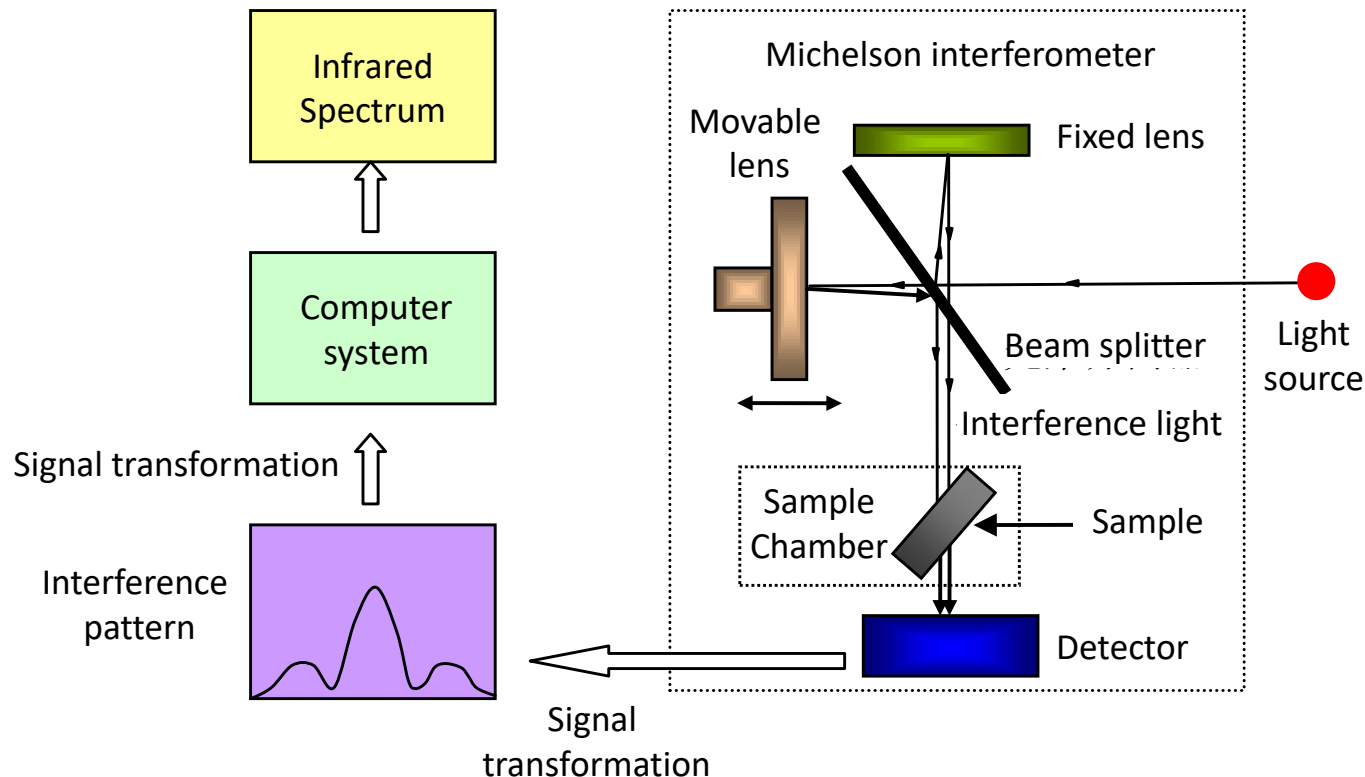 Infrared
Spectrum
Michelson interferometer
Movable
lens
Fixed lens
Computer
system
Beam splitter
Light
source
Interference light
Signal transformation
Sample
Chamber
Sample
Interference
pattern
Detector
Signal
transformation